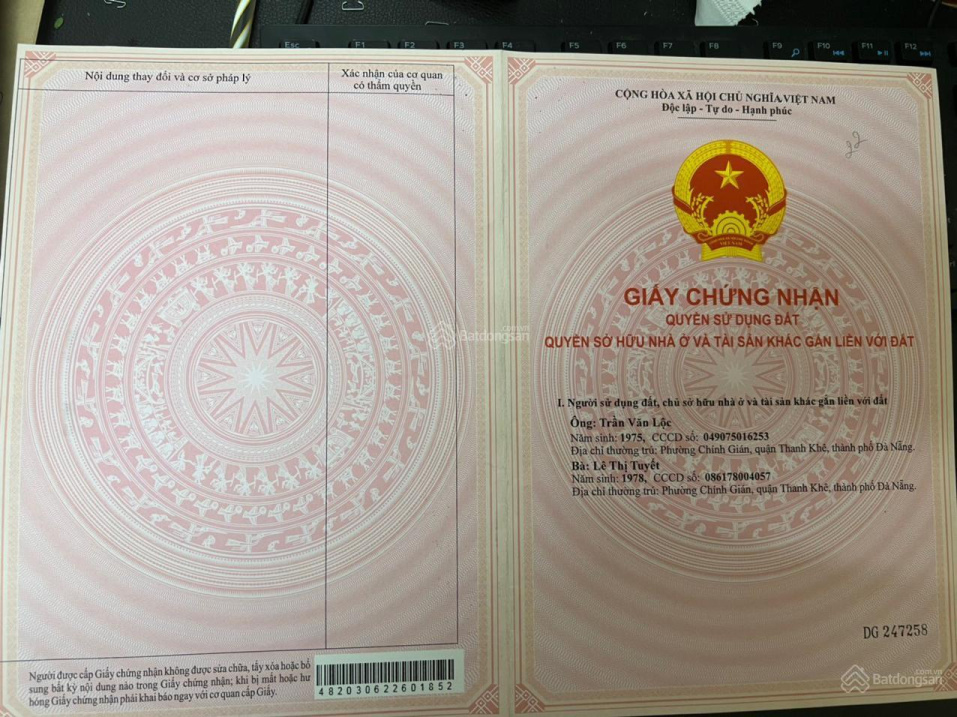 Esc F1 F2 F3 F4 F5 F6 F7 F8 F9 F10 F11 F12
Nội dung thay đổi và cơ sở pháp lý
Xác nhận của cơ quan
có thẩm quyền
Người được cấp Giấy chứng nhận không được sửa chữa, tẩy xóa hoặc bổ
sung bất kỳ nội dung nào trong Giấy chứng nhận; khi bị mất hoặc hư
hỏng Giấy chứng nhận phải khai báo ngay với cơ quan cấp Giấy.
482030622601852
CỘNG HÒA XÃ HỘI CHỦ NGHĨA VIỆT NAM
Độc lập - Tự do - Hạnh phúc
22
VIỆT NAM
GIẤY CHỨNG NHẬN
QUYỀN SỬ DỤNG ĐẤT
QUYỀN SỞ HỮU NHÀ Ở VÀ TÀI SẢN KHÁC GẮN LIỀN VỚI ĐẤT
I. Người sử dụng đất, chủ sở hữu nhà ở và tài sản khác gắn liền với đất
Ông: Trần Văn Lộc
Năm sinh: 1975, CCCD số: 049075016253
Địa chỉ thường trú: Phường Chính Gián, quận Thanh Khê, thành phố Đà Nẵng.
Bà: Lê Thị Tuyết
Năm sinh: 1978, CCCD số: 086178004057
Địa chỉ thường trú: Phường Chính Gián, quận Thanh Khê, thành phố Đà Nẵng.
DG 247258
Batdongsan.com.vn
Batdongsan.com.vn